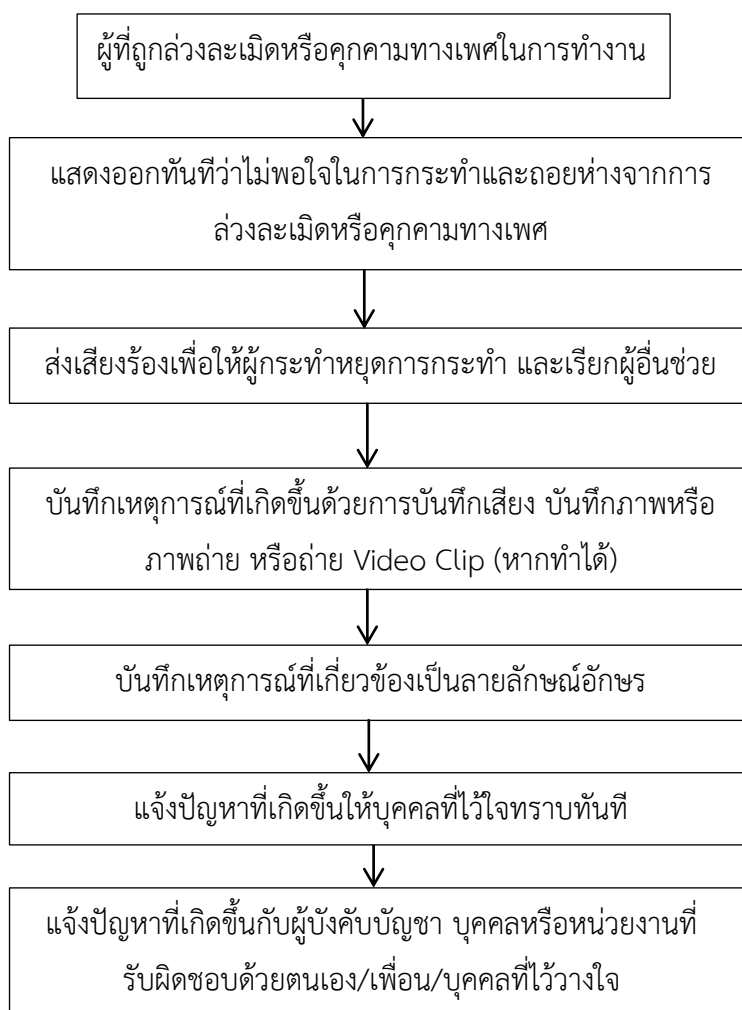 ผู้ที่ถูกล่วงละเมิดหรือคุกคามทางเพศในการทำงาน
แสดงออกทันทีว่าไม่พอใจในการกระทำและถอยห่างจากการ
ล่วงละเมิดหรือคุกคามทางเพศ
ส่งเสียงร้องเพื่อให้ผู้กระทำหยุดการกระทำ และเรียกผู้อื่นช่วย
บันทึกเหตุการณ์ที่เกิดขึ้นด้วยการบันทึกเสียง บันทึกภาพหรือ
ภาพถ่าย หรือถ่าย Video Clip (หากทำได้)
บันทึกเหตุการณ์ที่เกี่ยวข้องเป็นลายลักษณ์อักษร
แจ้งปัญหาที่เกิดขึ้นให้บุคคลที่ไว้ใจทราบทันที
แจ้งปัญหาที่เกิดขึ้นกับผู้บังคับบัญชา บุคคลหรือหน่วยงานที่
รับผิดชอบด้วยตนเอง/เพื่อน/บุคคลที่ไว้วางใจ